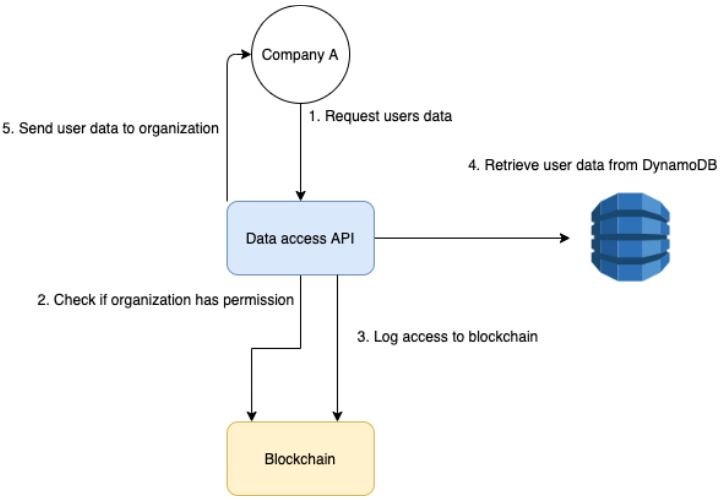 Company A
1. Request users data
5. Send user data to organization
4. Retrieve user data from DynamoDB
Data access API
2. Check if organization has permission
3. Log access to blockchain
Blockchain